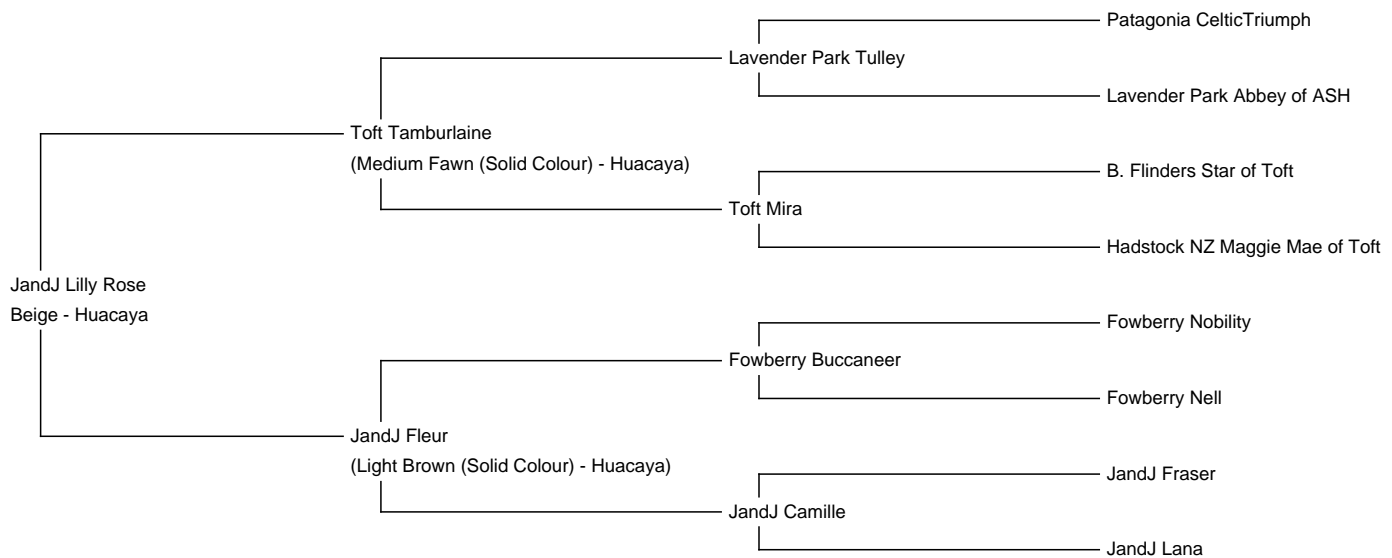 Patagonia CelticTriumph
Lavender Park Tulley
Lavender Park Abbey of ASH
Toft Tamburlaine
(Medium Fawn (Solid Colour) - Huacaya)
B. Flinders Star of Toft
Toft Mira
Hadstock NZ Maggie Mae of Toft
JandJ Lilly Rose
Beige - Huacaya
Fowberry Nobility
Fowberry Buccaneer
Fowberry Nell
JandJ Fleur
(Light Brown (Solid Colour) - Huacaya)
JandJ Fraser
JandJ Camille
JandJ Lana